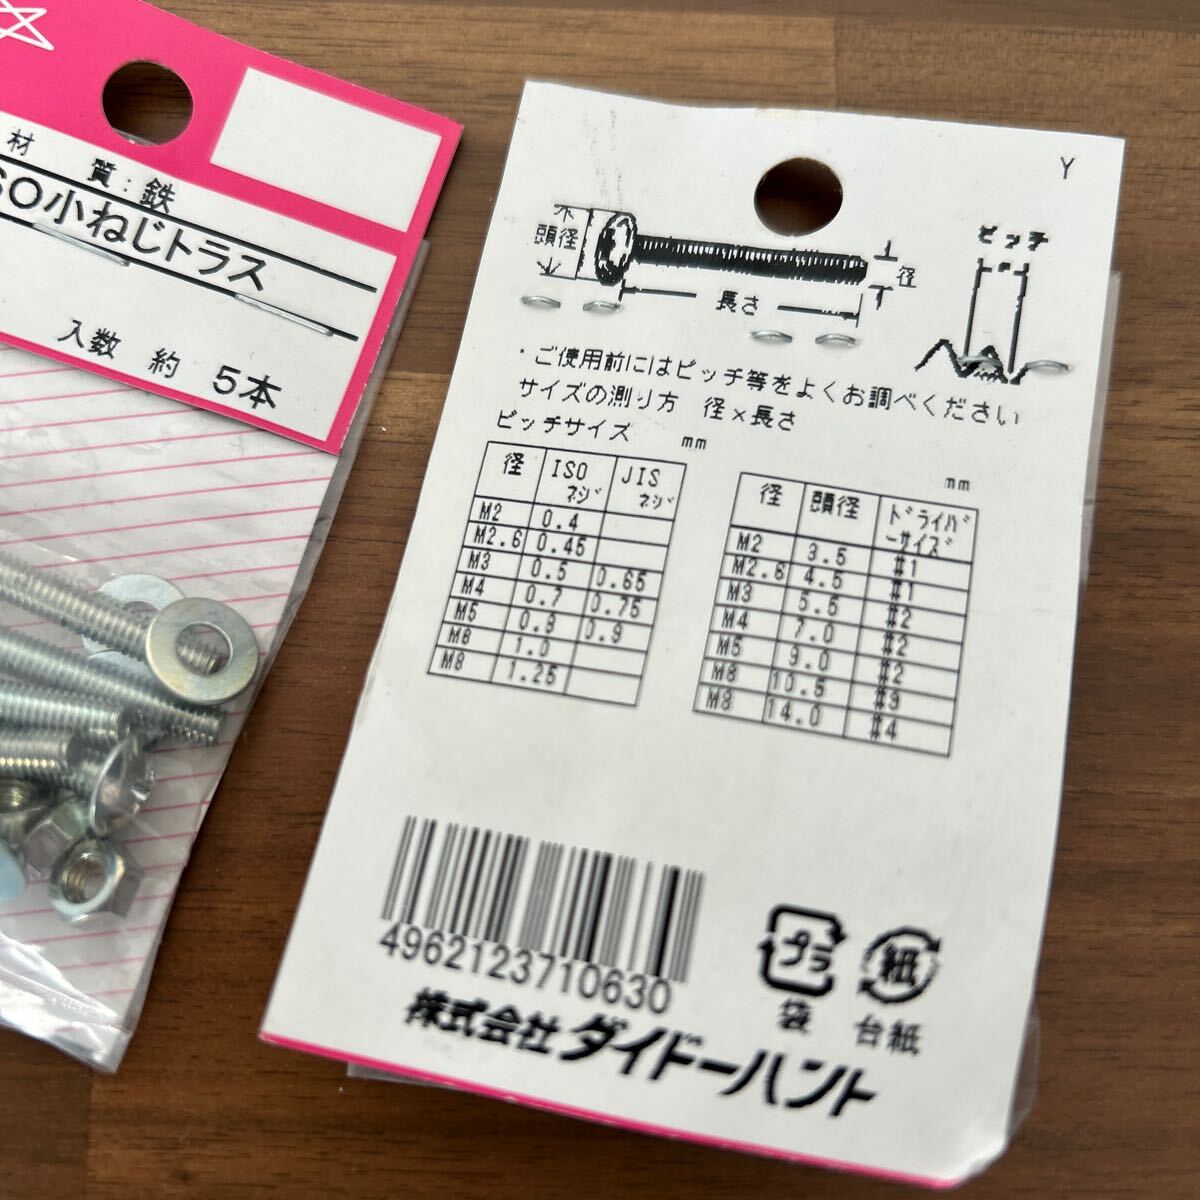 材 質:鉄
SO小ねじトラス
入数 約 5本
Y
頭径
長さ
径
ピッチ
・ご使用前にはピッチ等をよくお調べください
サイズの測り方 径×長さ
ピッチサイズ mm
径 ISOネジ JISネジ
M2 0.4
M2.6 0.45
M3 0.5 0.65
M4 0.7 0.75
M5 0.8 0.9
M6 1.0
M8 1.25
mm
径 頭径 ドライバーサイズ
M2 3.5 #1
M2.6 4.5 #1
M3 5.5 #2
M4 7.0 #2
M5 9.0 #2
M6 10.5 #3
M8 14.0 #4
4962123710630
プラ
袋
紙
台紙
株式会社 ダイドーハント